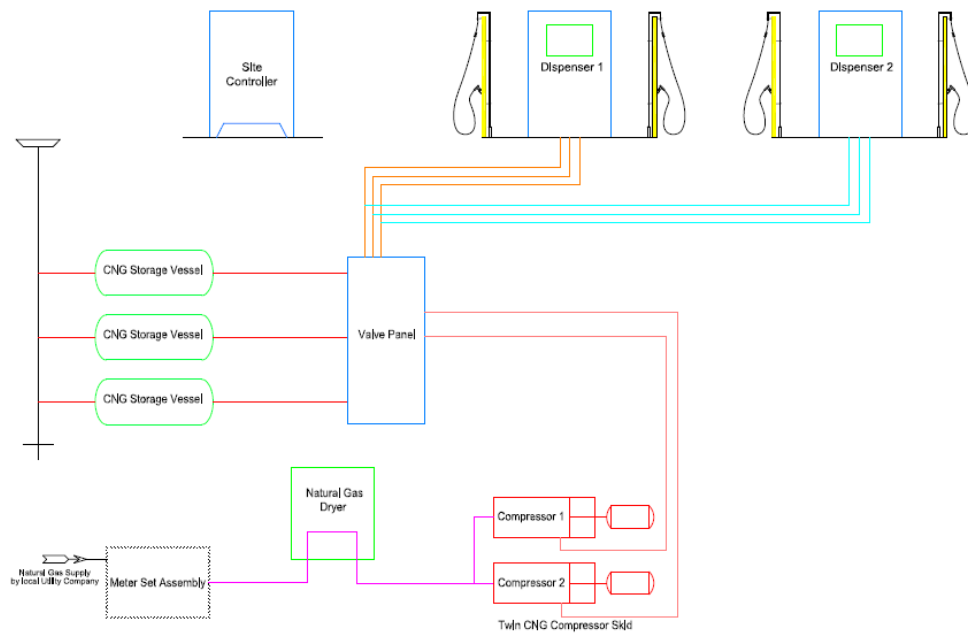 Site
Controller
Dispenser 1
Dispenser 2
CNG Storage Vessel
CNG Storage Vessel
CNG Storage Vessel
Valve Panel
Natural Gas
Dryer
Compressor 1
Compressor 2
Natural Gas Supply
by local Utility Company
Meter Set Assembly
Twin CNG Compressor Skid